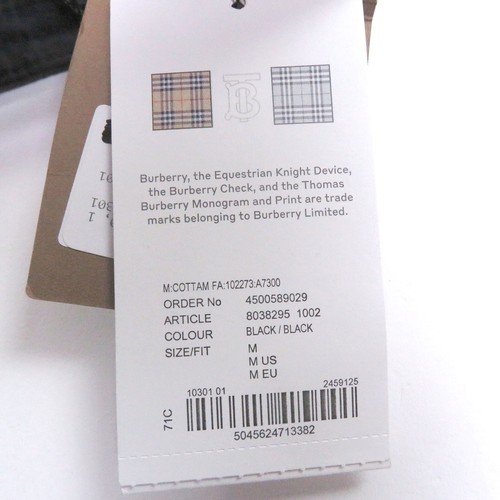 Burberry, the Equestrian Knight Device,
the Burberry Check, and the Thomas
Burberry Monogram and Print are trade
marks belonging to Burberry Limited.
M:COTTAM FA:102273:A7300
ORDER No 4500589029
ARTICLE 8038295 1002
COLOUR BLACK / BLACK
SIZE/FIT M
M US
M EU
10301 01 2459125
71C
5045624713382